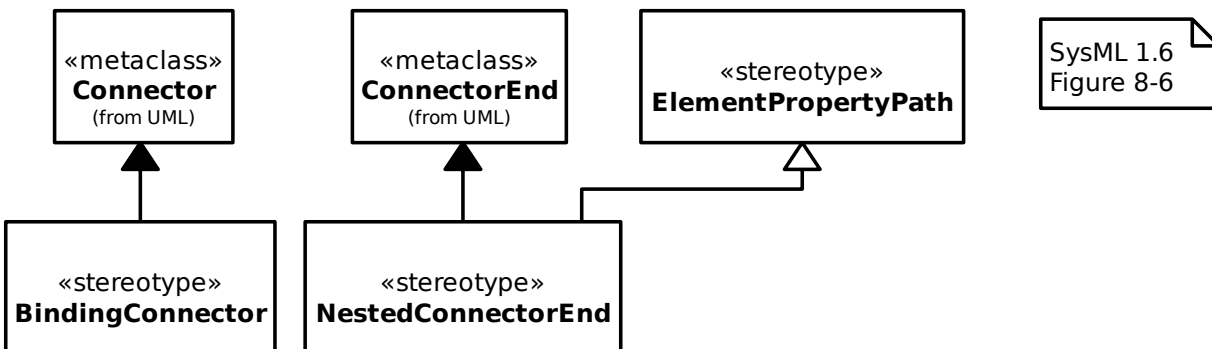 «metaclass»
Connector
(from UML)
«metaclass»
ConnectorEnd
(from UML)
«stereotype»
ElementPropertyPath
SysML 1.6
Figure 8-6
«stereotype»
BindingConnector
«stereotype»
NestedConnectorEnd